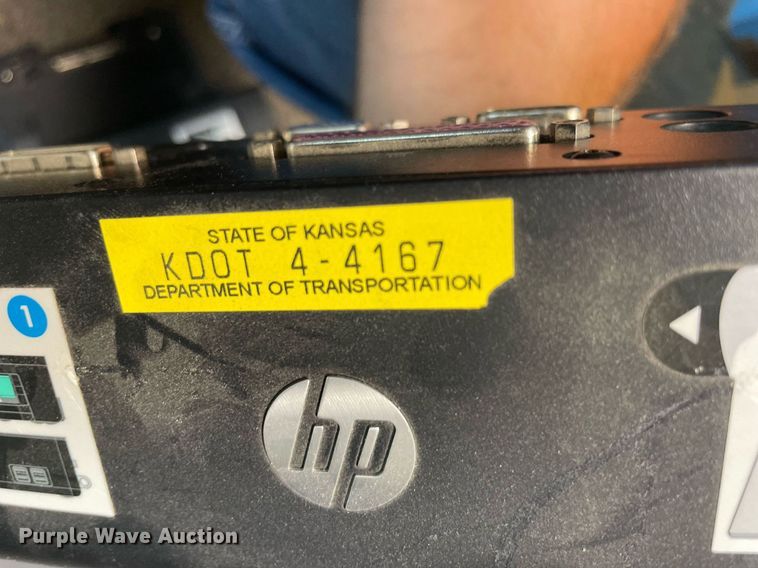 STATE OF KANSAS
KDOT 4-4167
DEPARTMENT OF TRANSPORTATION
1
hp
Purple Wave Auction